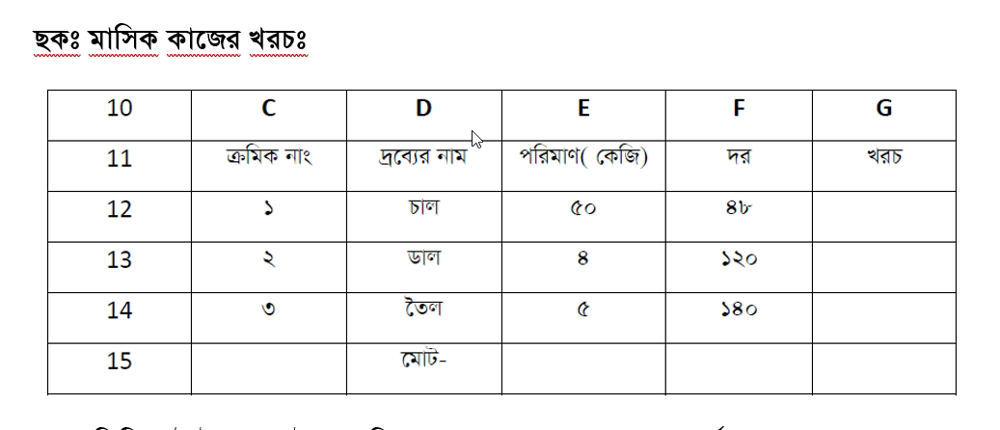 ছকঃ মাসিক কাজের খরচঃ
10 C D E F G
11 ক্রমিক নাং দ্রব্যের নাম পরিমাণ( কেজি) দর খরচ
12 ১ চাল ৫০ ৪৮
13 ২ ডাল ৪ ১২০
14 ৩ তৈল ৫ ১৪০
15 মোট-